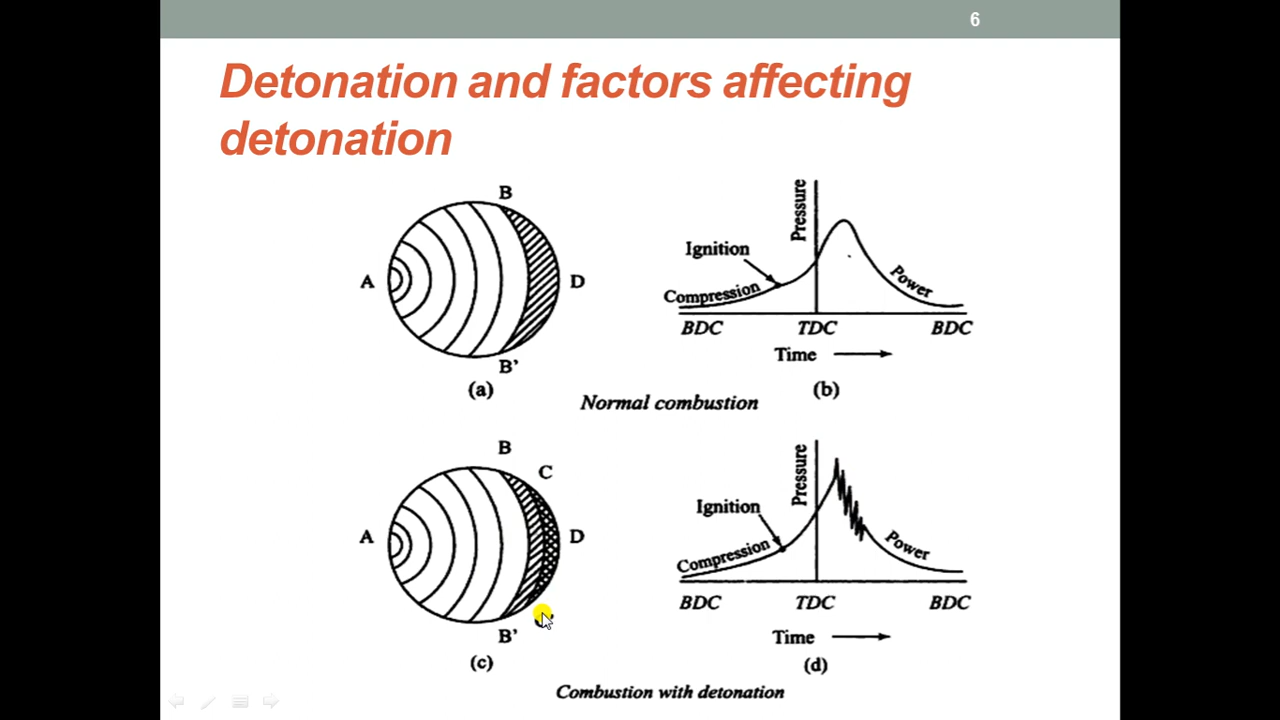 6
Detonation and factors affecting
detonation
B
A
D
B'
(a)
Pressure
Ignition
Compression
Power
BDC TDC BDC
Time
(b)
Normal combustion
B
C
A
D
B'
(c)
Pressure
Ignition
Compression
Power
BDC TDC BDC
Time
(d)
Combustion with detonation